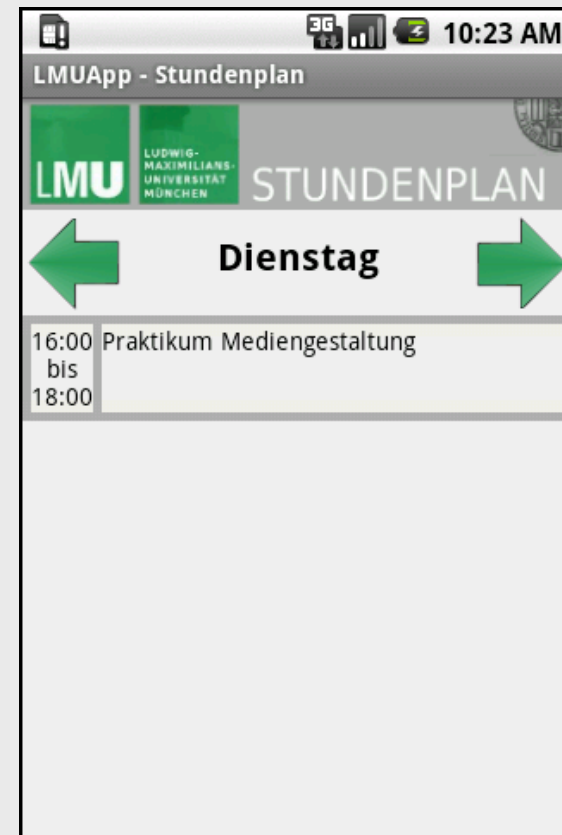 3G 10:23 AM
LMUApp - Stundenplan
LMU
LUDWIG-
MAXIMILIANS-
UNIVERSITÄT
MÜNCHEN
STUNDENPLAN
Dienstag
16:00
bis
18:00
Praktikum Mediengestaltung